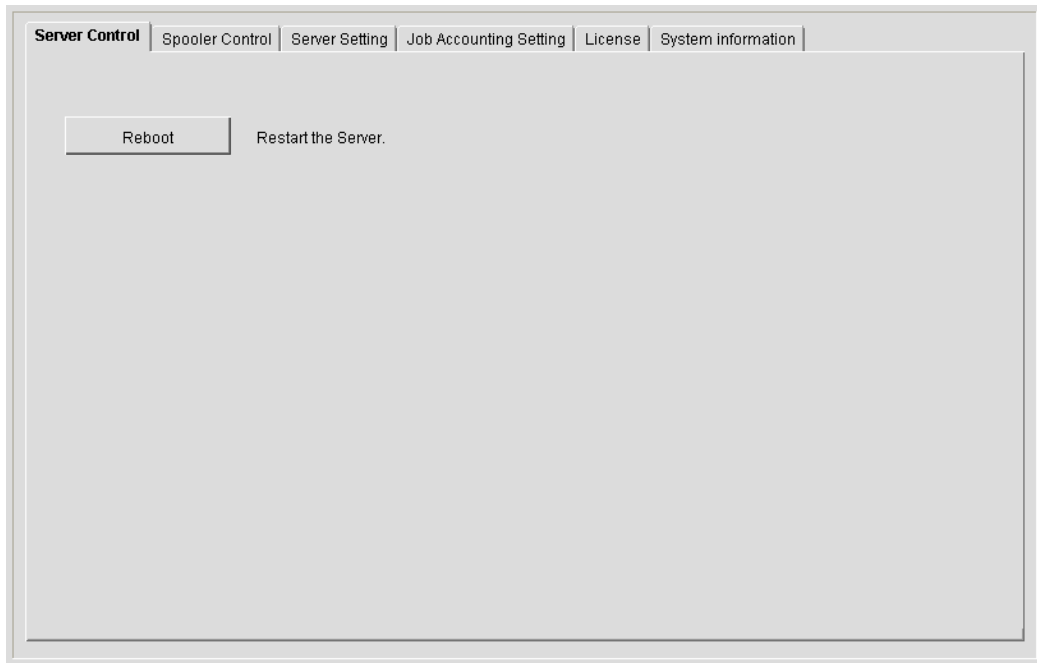 Server Control Spooler Control Server Setting Job Accounting Setting License System information
Reboot Restart the Server.